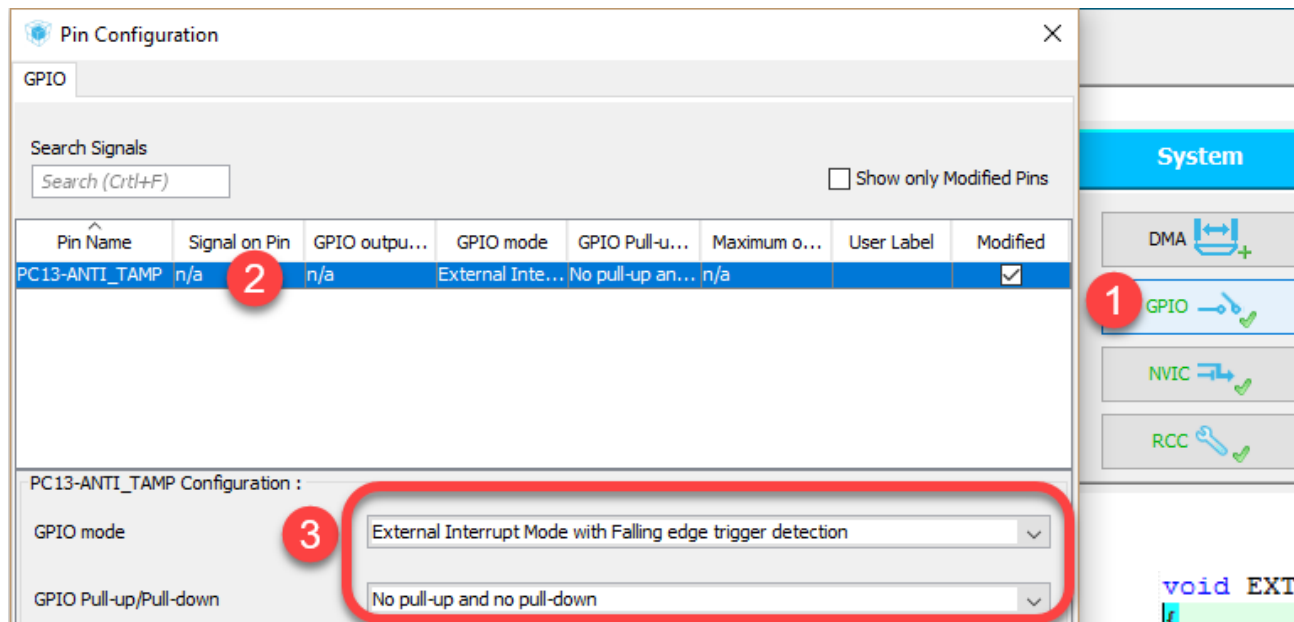 Pin Configuration
GPIO
Search Signals
Search (Crtl+F)
Show only Modified Pins
Pin Name Signal on Pin GPIO outpu... GPIO mode GPIO Pull-u... Maximum o... User Label Modified
PC13-ANTI_TAMP n/a 2 n/a External Inte... No pull-up an... n/a
PC13-ANTI_TAMP Configuration :
GPIO mode 3 External Interrupt Mode with Falling edge trigger detection
GPIO Pull-up/Pull-down No pull-up and no pull-down
System
DMA
1 GPIO
NVIC
RCC
void EXT
{